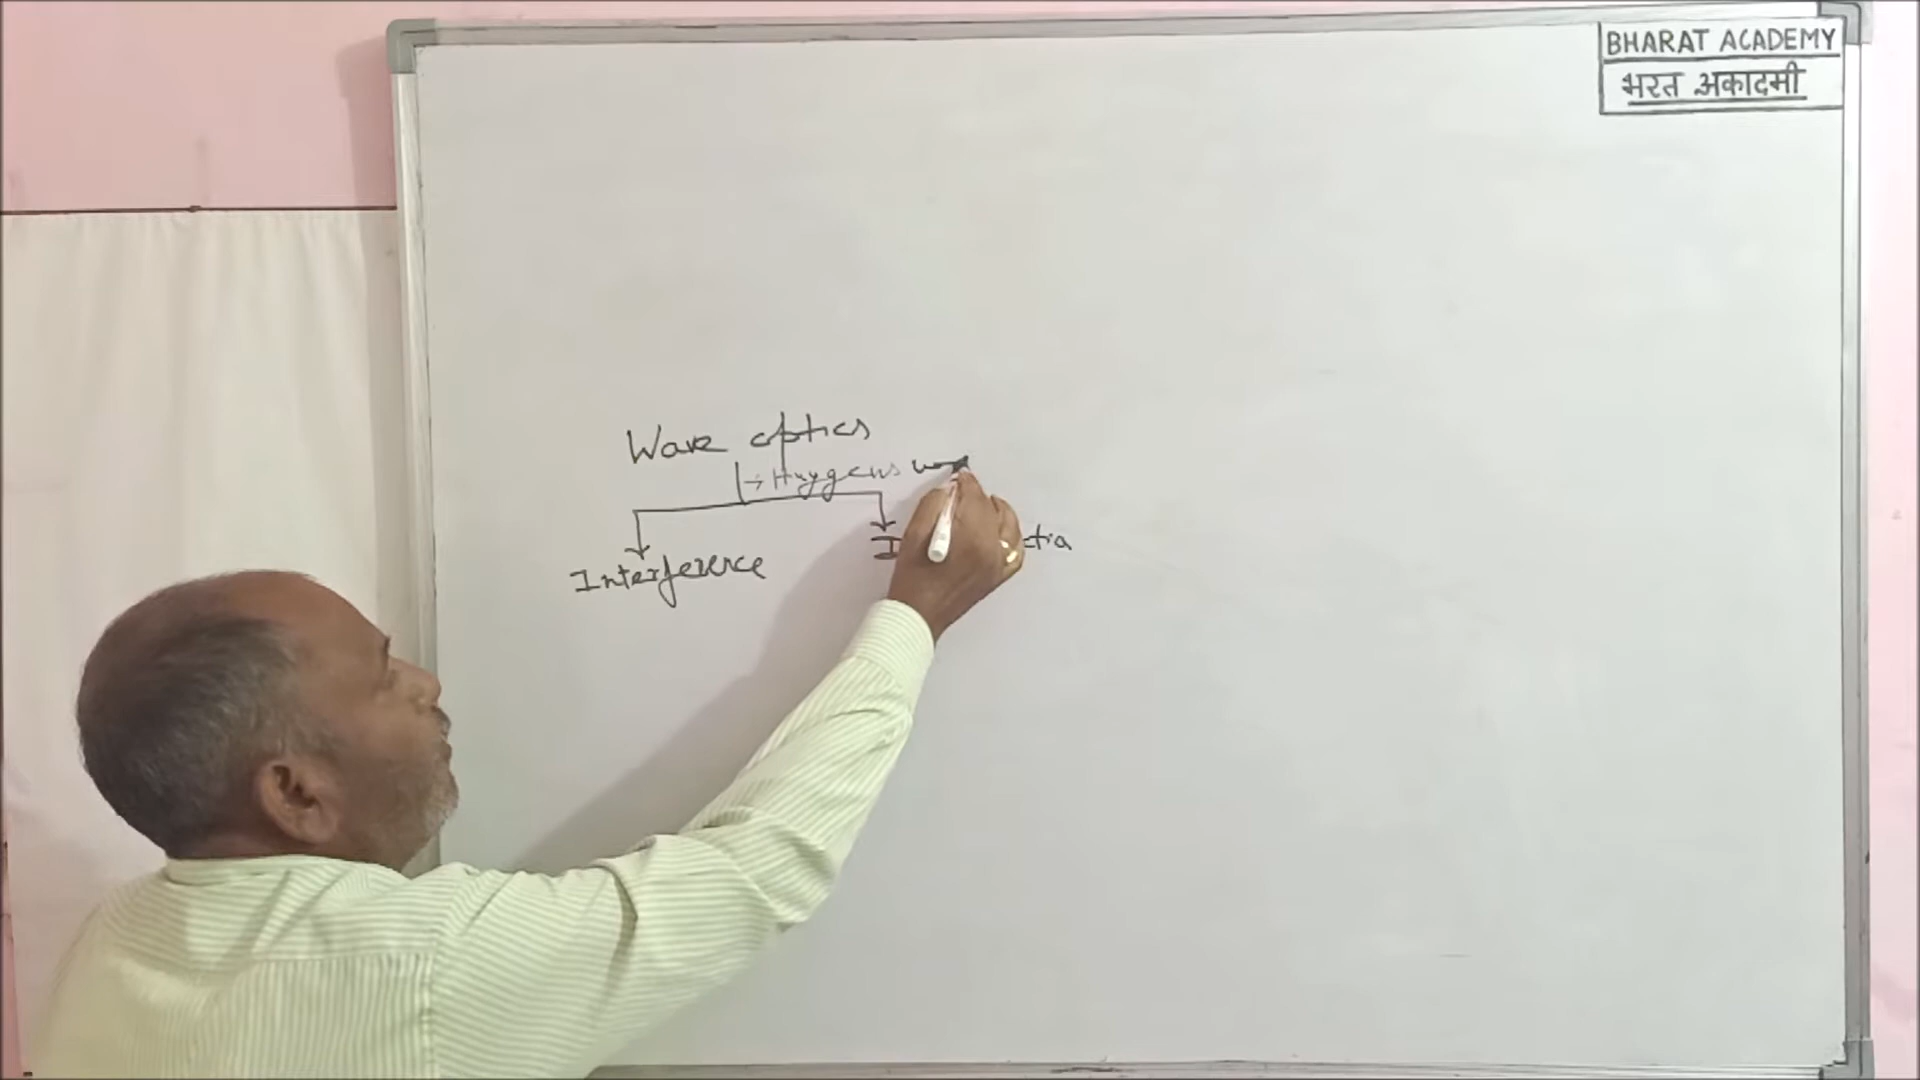 BHARAT ACADEMY
भरत अकादमी
Wave optics
→ Huygens
Interference